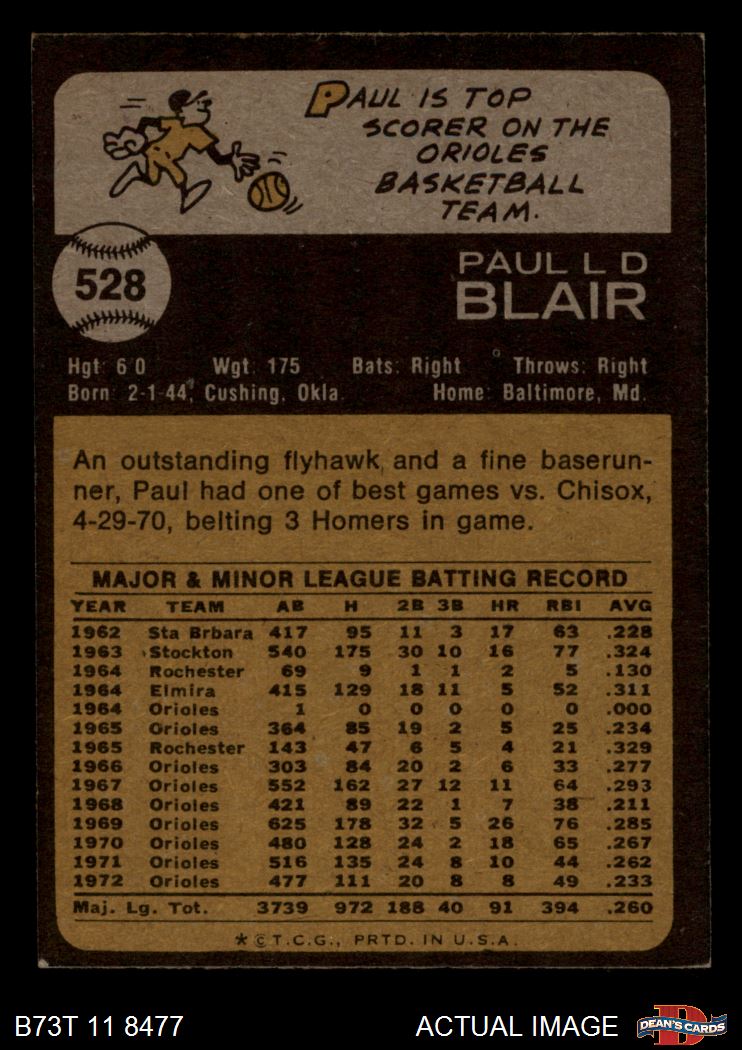 PAUL IS TOP
SCORER ON THE
ORIOLES
BASKETBALL
TEAM.
528
PAUL L D
BLAIR
Hgt: 6'0 Wgt: 175 Bats: Right Throws: Right
Born: 2-1-44, Cushing, Okla. Home: Baltimore, Md.
An outstanding flyhawk and a fine baserun-
ner, Paul had one of best games vs. Chisox,
4-29-70, belting 3 Homers in game.
MAJOR & MINOR LEAGUE BATTING RECORD
YEAR TEAM AB H 2B 3B HR RBI AVG
1962 Sta Brbara 417 95 11 3 17 63 .228
1963 Stockton 540 175 30 10 16 77 .324
1964 Rochester 69 9 1 1 2 5 .130
1964 Elmira 415 129 18 11 5 52 .311
1964 Orioles 1 0 0 0 0 0 .000
1965 Orioles 364 85 19 2 5 25 .234
1965 Rochester 143 47 6 5 4 21 .329
1966 Orioles 303 84 20 2 6 33 .277
1967 Orioles 552 162 27 12 11 64 .293
1968 Orioles 421 89 22 1 7 38 .211
1969 Orioles 625 178 32 5 26 76 .285
1970 Orioles 480 128 24 2 18 65 .267
1971 Orioles 516 135 24 8 10 44 .262
1972 Orioles 477 111 20 8 8 49 .233
Maj. Lg. Tot. 3739 972 188 40 91 394 .260
* © T.C.G., PRTD. IN U.S.A.
B73T 11 8477 ACTUAL IMAGE DEAN'S CARDS